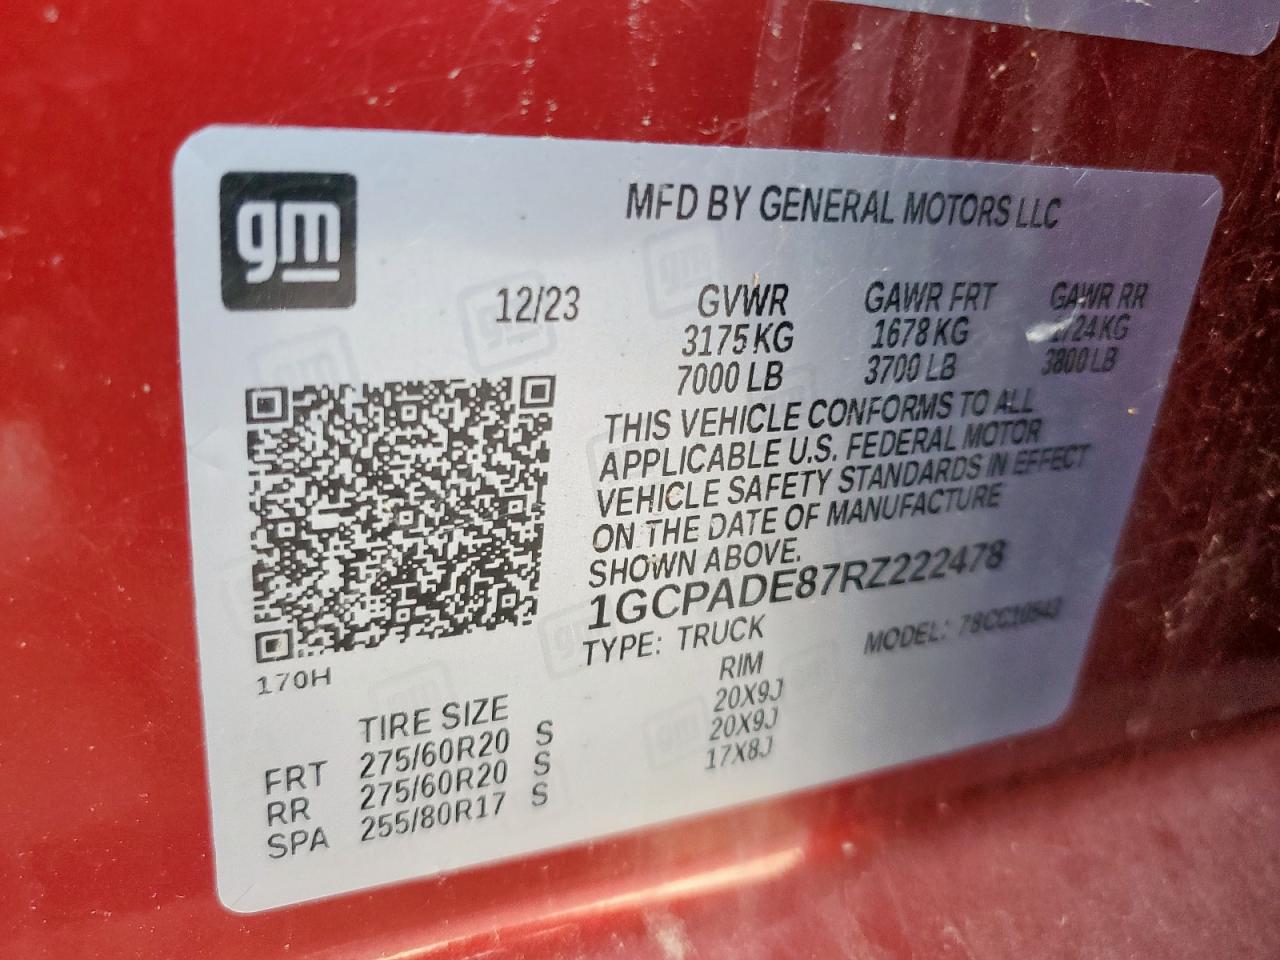 gm
MFD BY GENERAL MOTORS LLC
12/23 GVWR GAWR FRT GAWR RR
3175 KG 1678 KG 1724 KG
7000 LB 3700 LB 3800 LB
THIS VEHICLE CONFORMS TO ALL
APPLICABLE U.S. FEDERAL MOTOR
VEHICLE SAFETY STANDARDS IN EFFECT
ON THE DATE OF MANUFACTURE
SHOWN ABOVE.
1GCPADE87RZ222478
TYPE: TRUCK MODEL:
170H
TIRE SIZE RIM
FRT 275/60R20 S 20X9J
RR 275/60R20 S 20X9J
SPA 255/80R17 S 17X8J